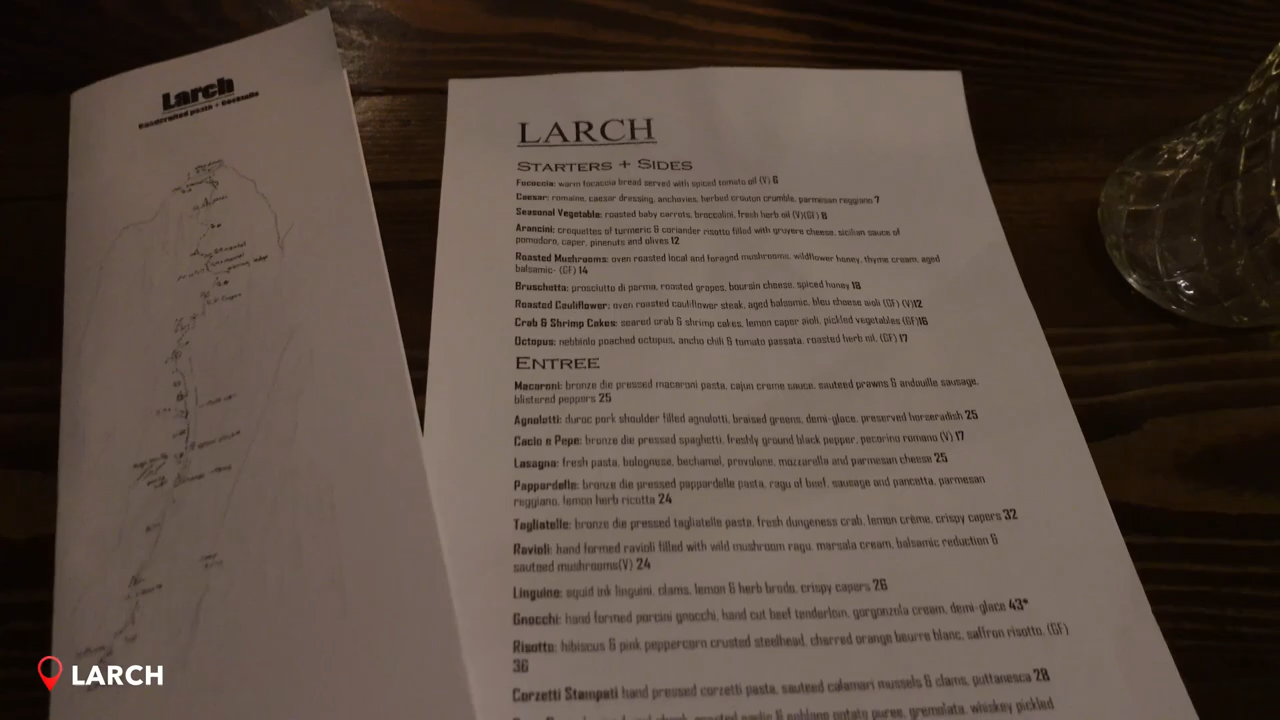 Larch
Handcrafted pasta + Cocktails
LARCH
STARTERS + SIDES
Focaccia: warm focaccia bread served with spiced tomato oil (V) 6
Caesar: romaine, caesar dressing, anchovies, herbed crouton crumble, parmesan reggiano 7
Seasonal Vegetable: roasted baby carrots, broccolini, fresh herb oil (V)(GF) 8
Arancini: croquettes of turmeric & coriander risotto filled with gruyere cheese, sicilian sauce of
pomodoro, caper, pinenuts and olives 12
Roasted Mushrooms: oven roasted local and foraged mushrooms, wildflower honey, thyme cream, aged
balsamic- (GF) 14
Bruschetta: prosciutto di parma, roasted grapes, boursin cheese, spiced honey 18
Roasted Cauliflower: oven roasted cauliflower steak, aged balsamic, bleu cheese aioli (GF) (V)12
Crab & Shrimp Cakes: seared crab & shrimp cakes, lemon caper aioli, pickled vegetables (GF)16
Octopus: nebbiolo poached octopus, ancho chili & tomato passata, roasted herb oil, (GF) 17
ENTREE
Macaroni: bronze die pressed macaroni pasta, cajun creme sauce, sauteed prawns & andouille sausage,
blistered peppers 25
Agnolotti: duroc pork shoulder filled agnolotti, braised greens, demi-glace, preserved horseradish 25
Cacio e Pepe: bronze die pressed spaghetti, freshly ground black pepper, pecorino romano (V) 17
Lasagna: fresh pasta, bolognese, bechamel, provolone, mozzarella and parmesan cheese 25
Pappardelle: bronze die pressed pappardelle pasta, ragu of beef, sausage and pancetta, parmesan
reggiano, lemon herb ricotta 24
Tagliatelle: bronze die pressed tagliatelle pasta, fresh dungeness crab, lemon crème, crispy capers 32
Ravioli: hand formed ravioli filled with wild mushroom ragu, marsala cream, balsamic reduction &
sauteed mushrooms(V) 24
Linguine: squid ink linguini, clams, lemon & herb brodo, crispy capers 26
Gnocchi: hand formed porcini gnocchi, hand cut beef tenderloin, gorgonzola cream, demi-glace 43*
Risotto: hibiscus & pink peppercorn crusted steelhead, charred orange beurre blanc, saffron risotto, (GF)
36
Corzetti Stampati hand pressed corzetti pasta, sauteed calamari mussels & clams, puttanesca 28
roasted garlic & poblano potato puree, gremolata, whiskey pickled
LARCH